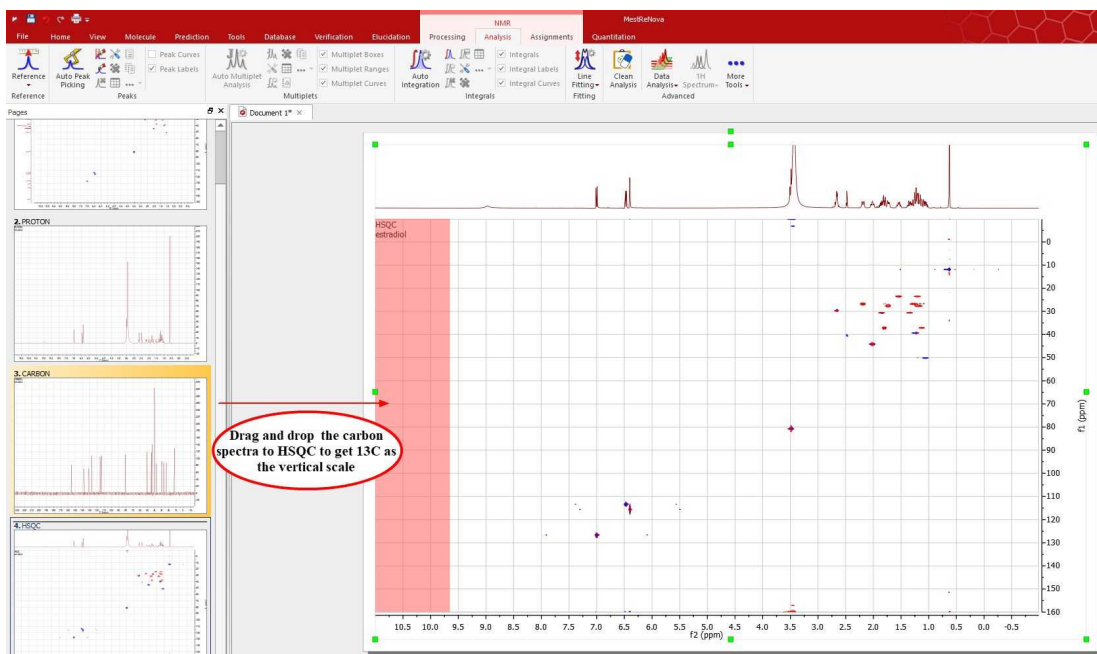 NMR
MestReNova
File Home View Molecule Prediction Tools Database Verification Elucidation Processing Analysis Assignments Quantitation
Reference
Auto Peak
Picking
Peak Curves
Peak Labels
Auto Multiplet
Analysis
Multiplet Boxes
Multiplet Ranges
Multiplet Curves
Auto
Integration
Integrals
Integral Labels
Integral Curves
Line
Fitting
Clean
Analysis
Data
Analysis
1H
Spectrum
More
Tools
Reference Peaks Multiplets Integrals Fitting Advanced
Pages
Document 1*
2. PROTON
3. CARBON
4. HSQC
Drag and drop the carbon
spectra to HSQC to get 13C as
the vertical scale
HSQC
estradiol
0
10
20
30
40
50
60
70
80
90
100
110
120
130
140
150
160
f1 (ppm)
10.5 10.0 9.5 9.0 8.5 8.0 7.5 7.0 6.5 6.0 5.5 5.0 4.5 4.0 3.5 3.0 2.5 2.0 1.5 1.0 0.5 0.0 -0.5
f2 (ppm)